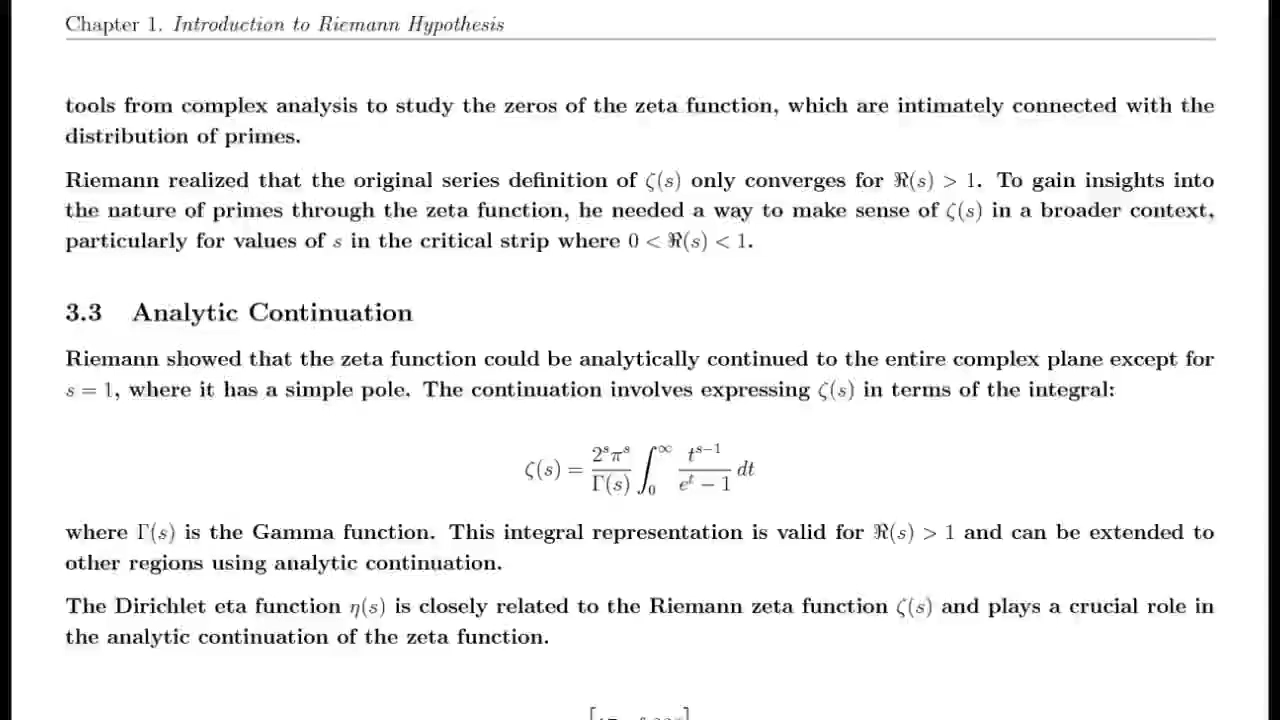 Chapter 1. Introduction to Riemann Hypothesis
tools from complex analysis to study the zeros of the zeta function, which are intimately connected with the
distribution of primes.
Riemann realized that the original series definition of ζ(s) only converges for ℜ(s) > 1. To gain insights into
the nature of primes through the zeta function, he needed a way to make sense of ζ(s) in a broader context,
particularly for values of s in the critical strip where 0 < ℜ(s) < 1.
3.3 Analytic Continuation
Riemann showed that the zeta function could be analytically continued to the entire complex plane except for
s = 1, where it has a simple pole. The continuation involves expressing ζ(s) in terms of the integral:
ζ(s) = 2^s π^s / Γ(s) ∫_0^∞ t^{s−1} / (e^t − 1) dt
where Γ(s) is the Gamma function. This integral representation is valid for ℜ(s) > 1 and can be extended to
other regions using analytic continuation.
The Dirichlet eta function η(s) is closely related to the Riemann zeta function ζ(s) and plays a crucial role in
the analytic continuation of the zeta function.